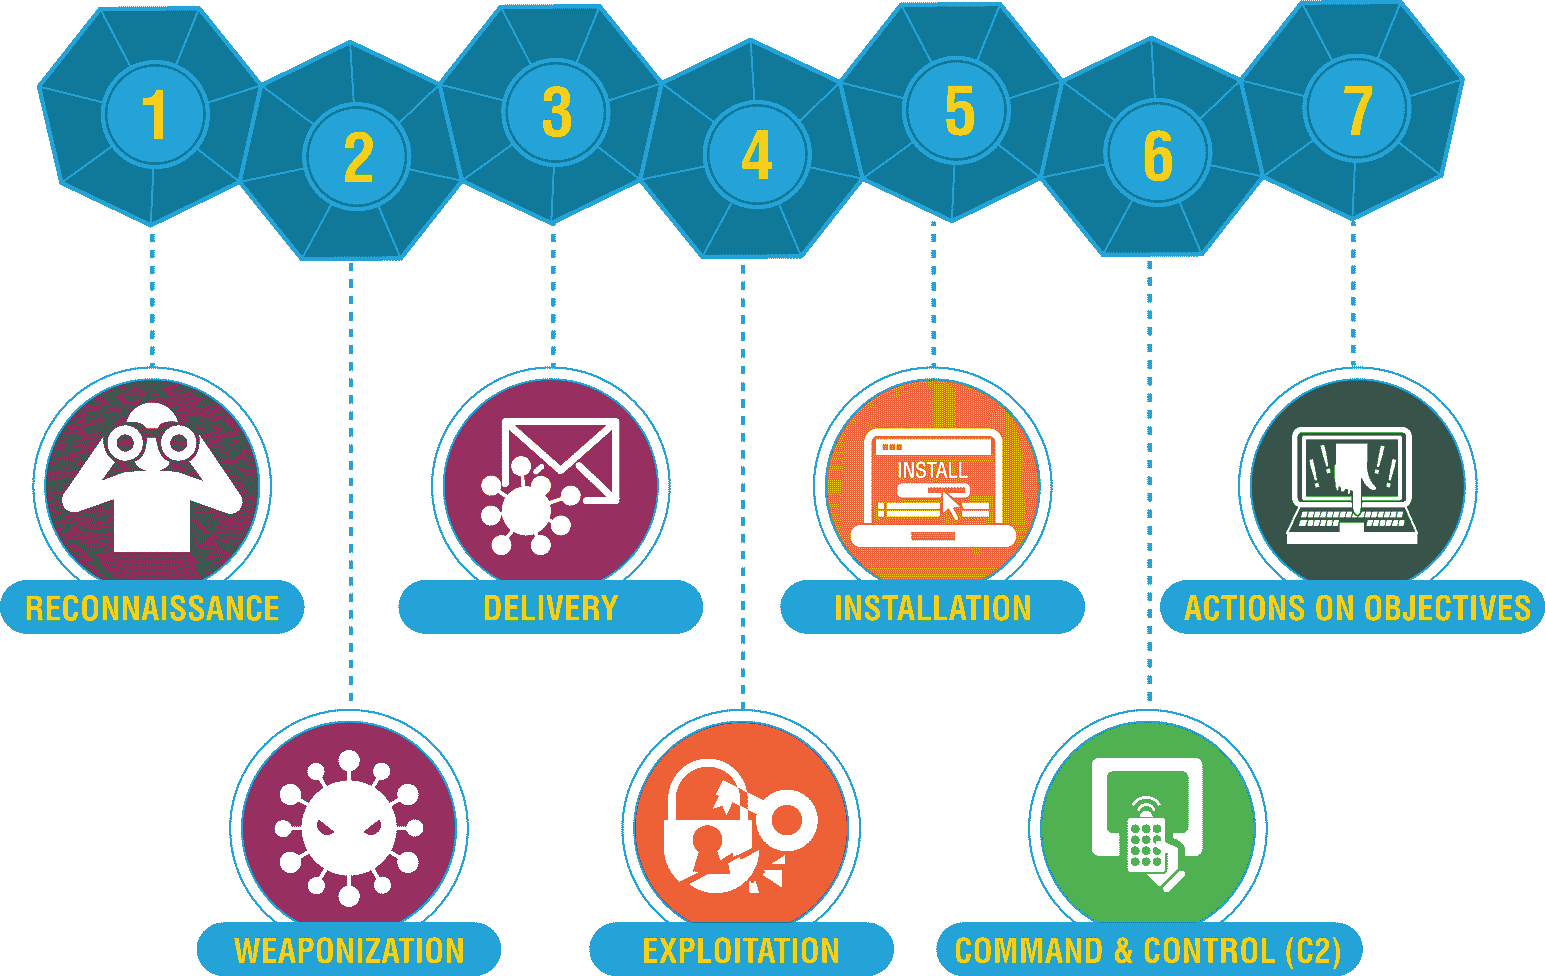 1
2
3
4
5
6
7
INSTALL
RECONNAISSANCE
DELIVERY
INSTALLATION
ACTIONS ON OBJECTIVES
WEAPONIZATION
EXPLOITATION
COMMAND & CONTROL (C2)